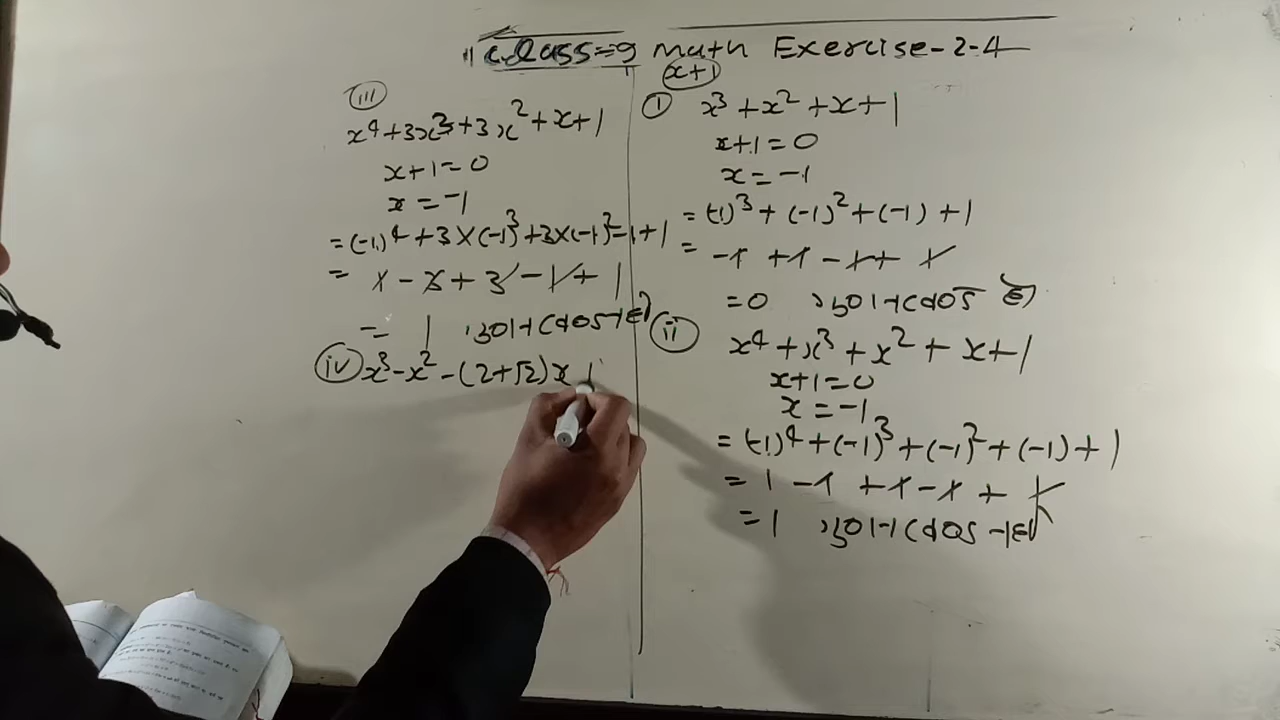 "Class=9 Math Exercise-2-4
x+1
(i) x³+x²+x+1
x+1=0
x=-1
=(-1)³+(-1)²+(-1)+1
= -1 +1 -1 + 1
=0
(ii) x⁴+x³+x²+x+1
x+1=0
x=-1
=(-1)⁴+(-1)³+(-1)²+(-1)+1
= 1 -1 +1 -1 + 1
=1
(iii)
x⁴+3x³+3x²+x+1
x+1=0
x=-1
=(-1)⁴+3×(-1)³+3×(-1)²-1+1
= 1 - 3 + 3 - 1 + 1
= 1
(iv) x³-x²-(2+√2)x